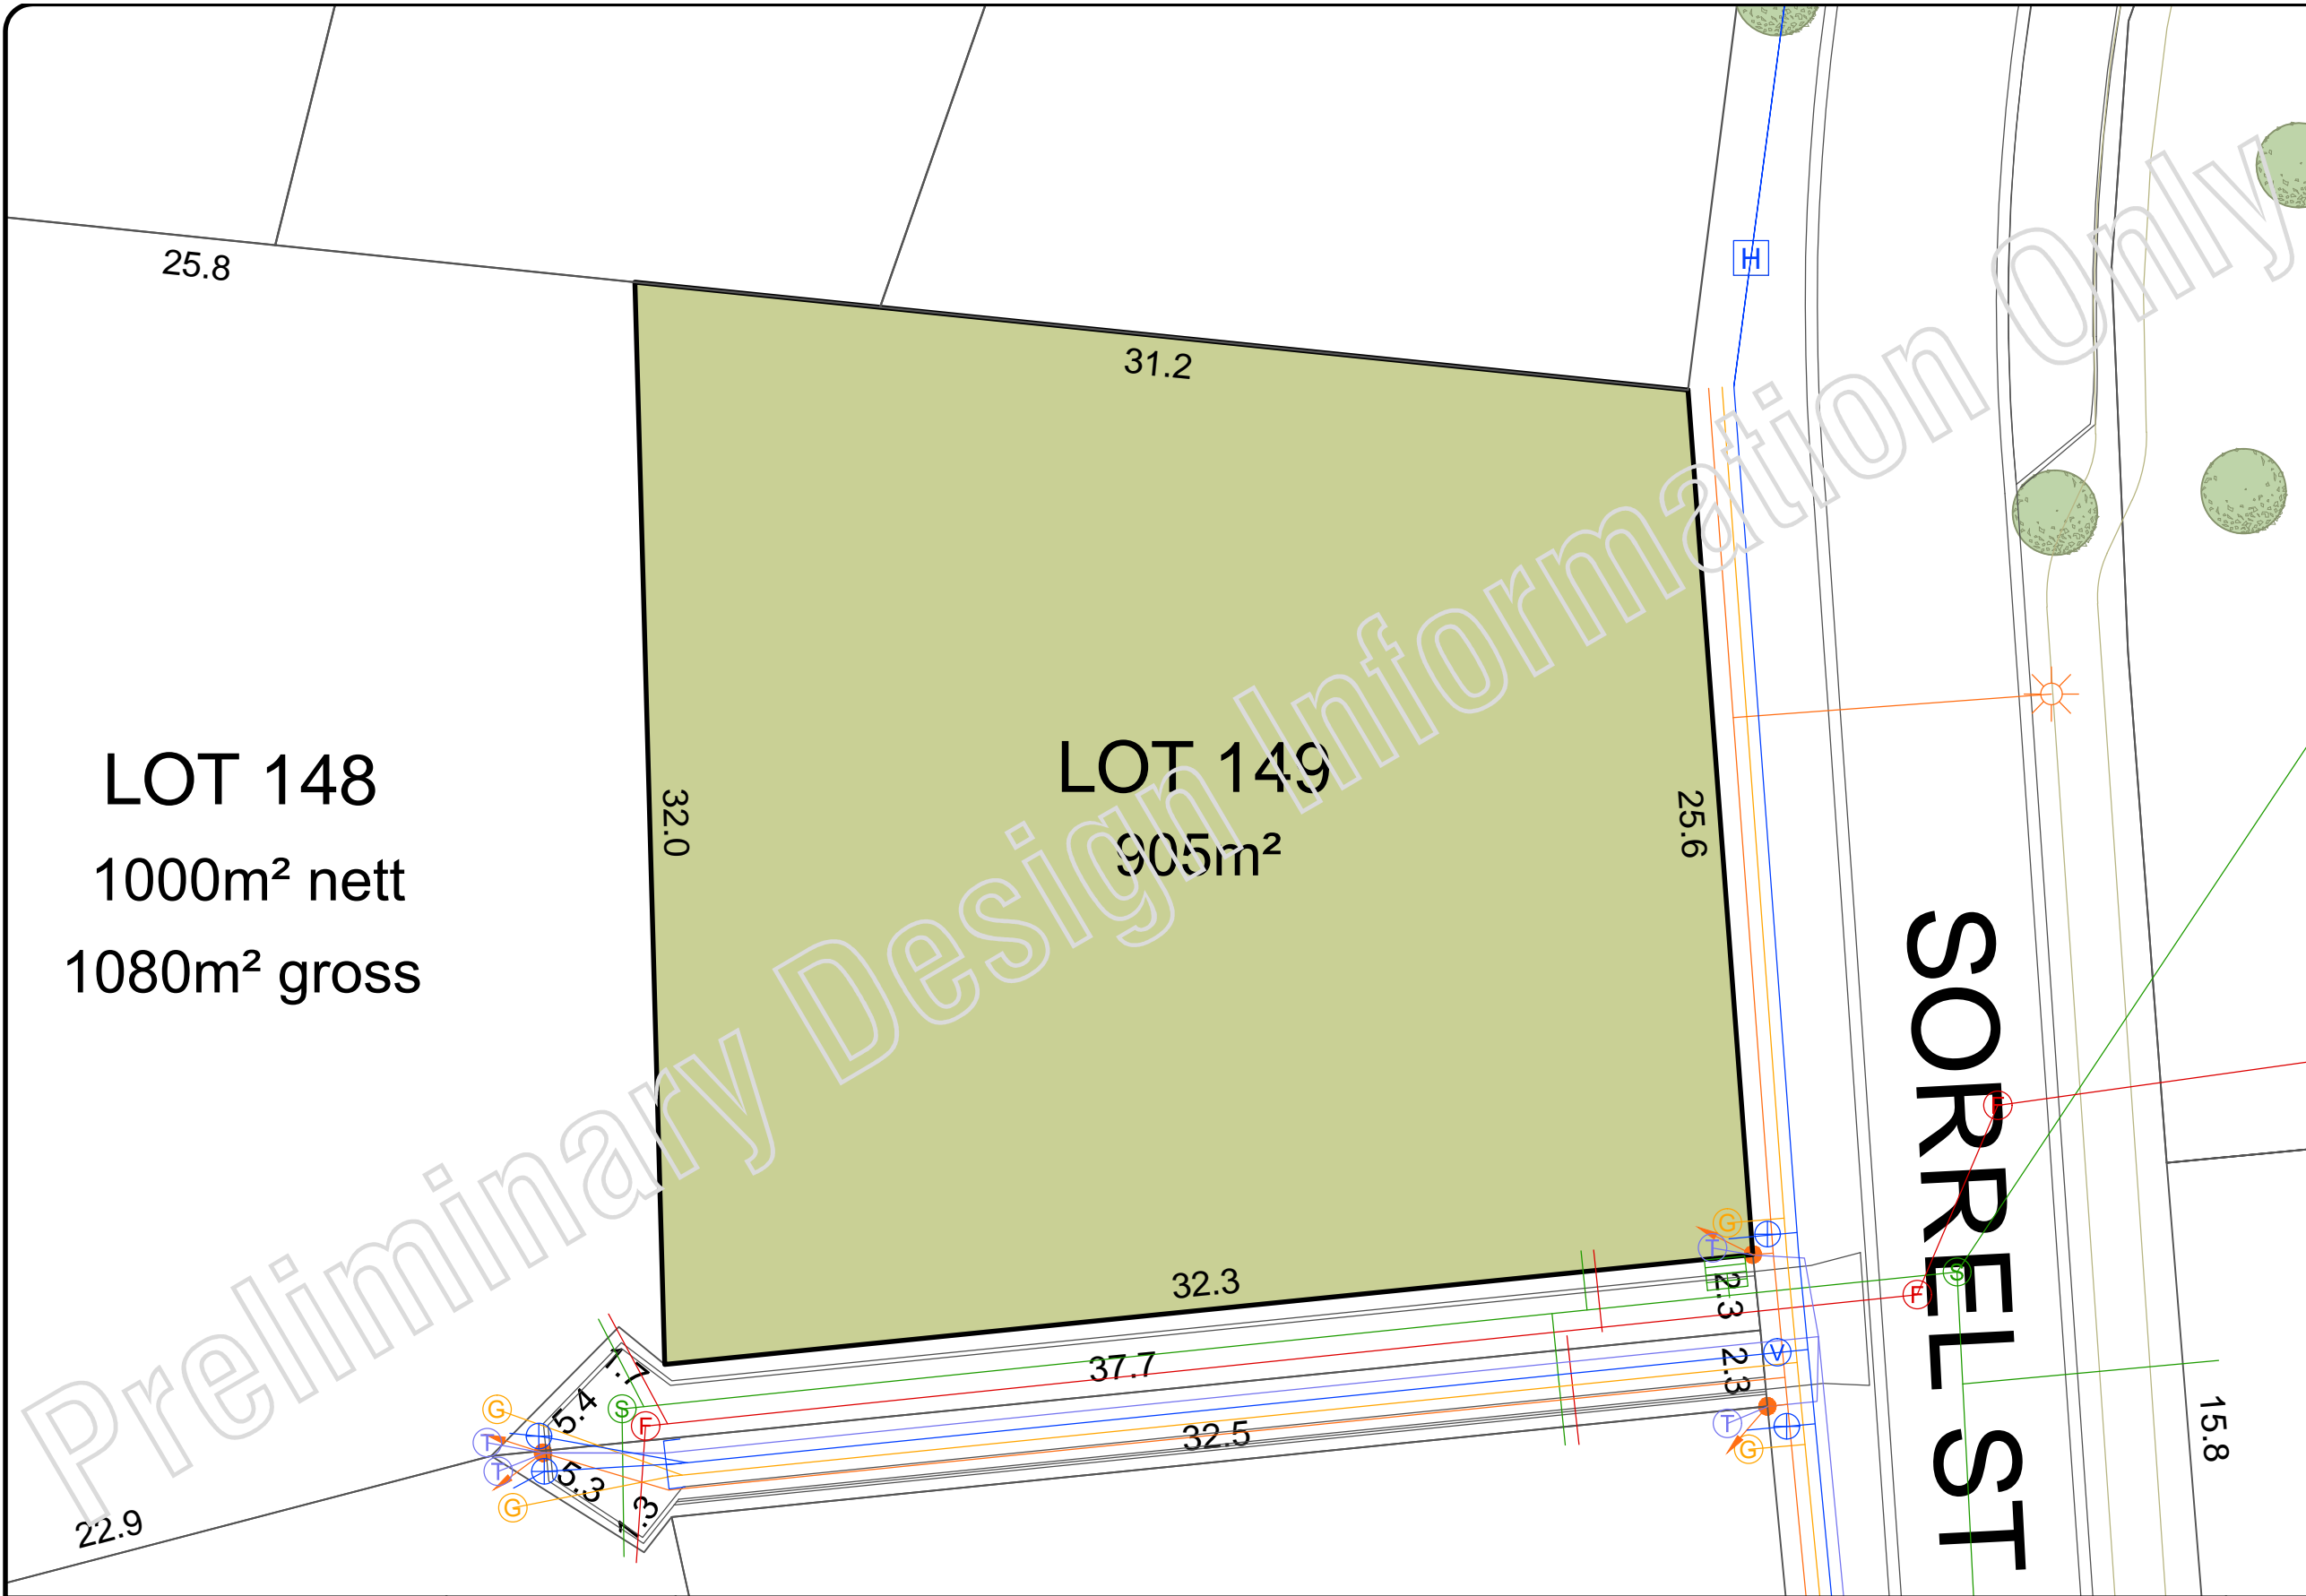 25.8
H
31.2
Preliminary Design Information Only
LOT 148
1000m² nett
1080m² gross
32.0
LOT 149
905m²
25.6
SORREL ST
F
G
T
S
F
32.3
2.3
37.7
2.3
V
1.7
5.4
G
S
F
T
T
5.3
1.3
G
32.5
T
G
15.8
22.9